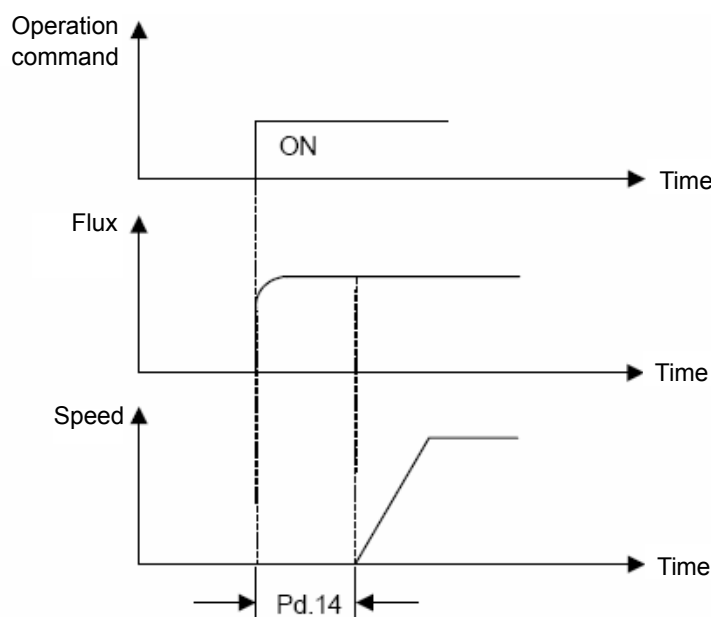 Operation
command
ON
Time
Flux
Time
Speed
Time
Pd.14